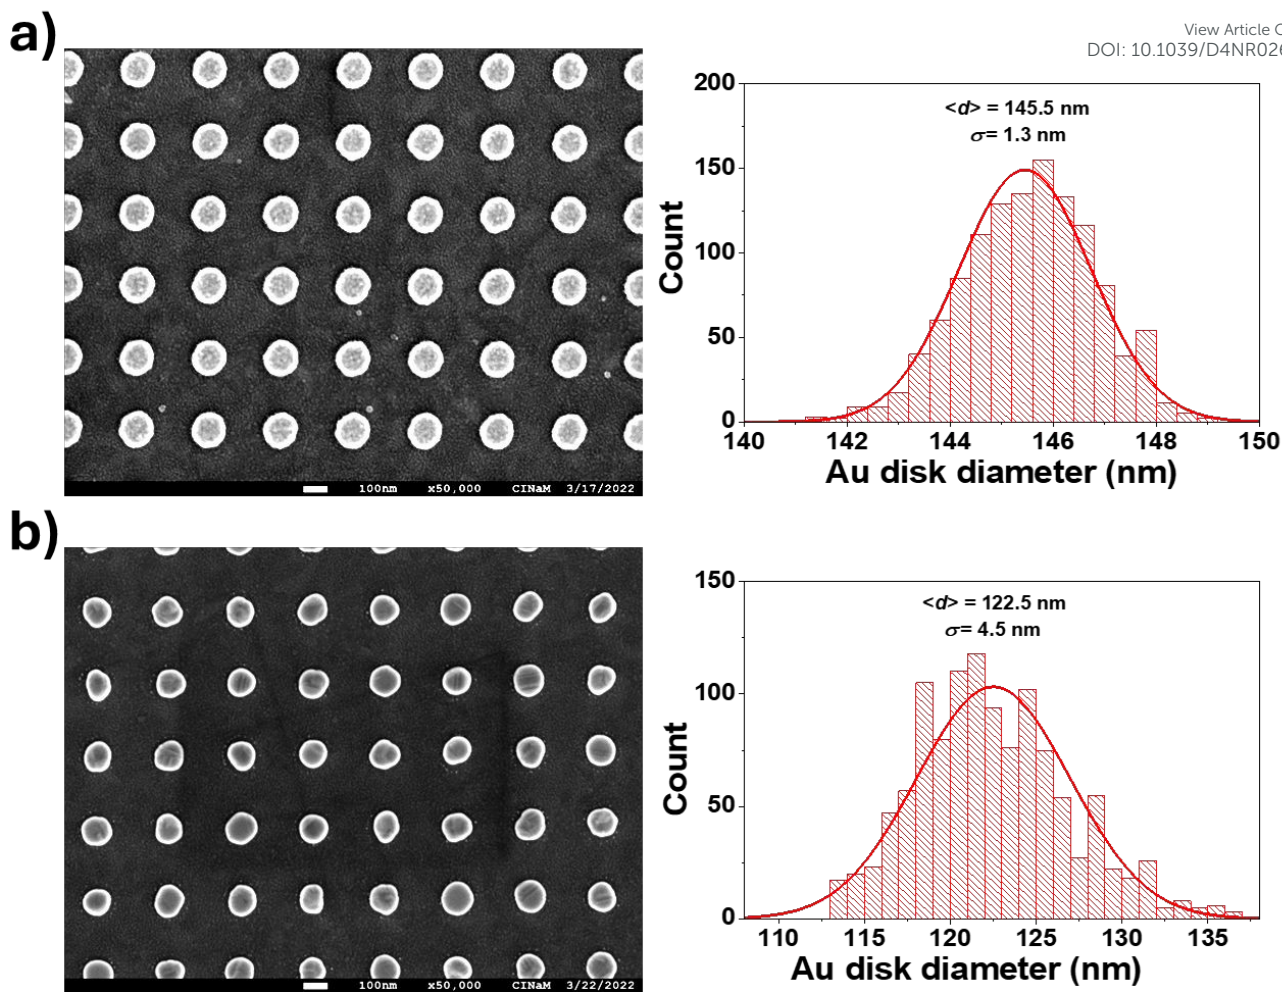 a)
View Article O
DOI: 10.1039/D4NR026
200
150
100
50
0
Count
<d> = 145.5 nm
σ= 1.3 nm
140 142 144 146 148 150
Au disk diameter (nm)
100nm x50,000 CINaM 3/17/2022
b)
150
100
50
0
Count
<d> = 122.5 nm
σ= 4.5 nm
110 115 120 125 130 135
Au disk diameter (nm)
100nm x50,000 CINaM 3/22/2022